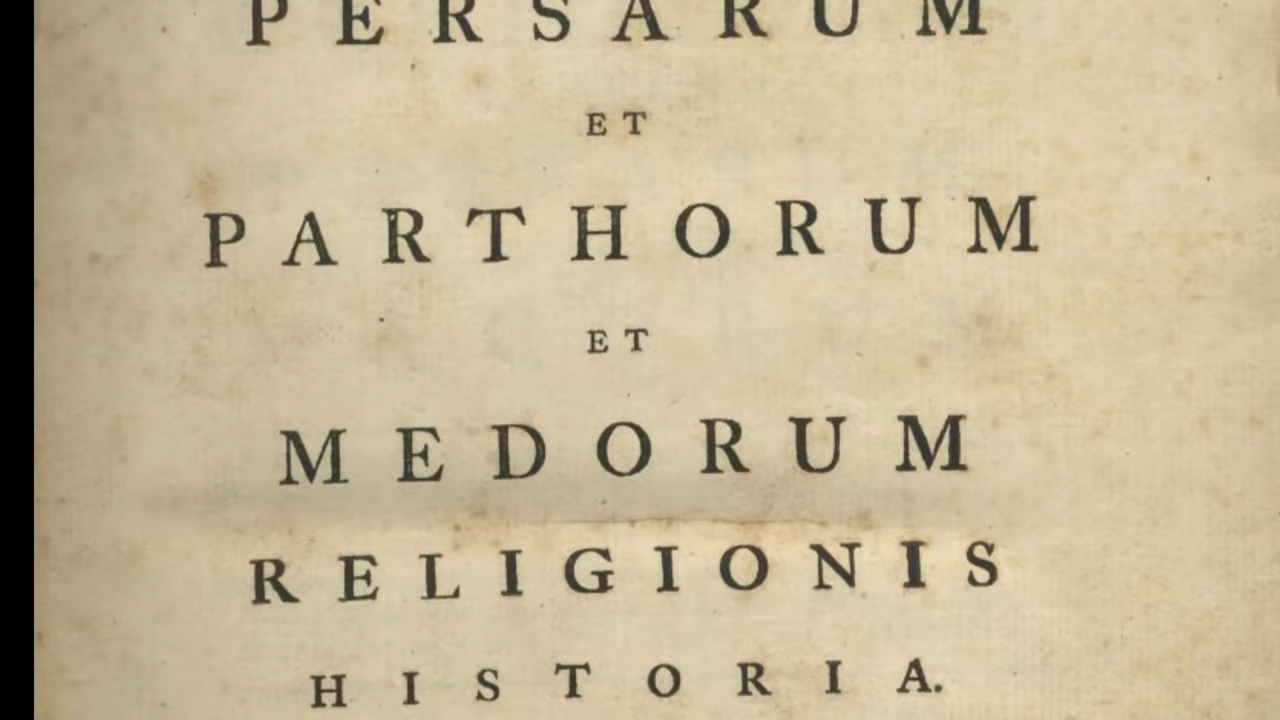 PERSARUM
ET
PARTHORUM
ET
MEDORUM
RELIGIONIS
HISTORIA.